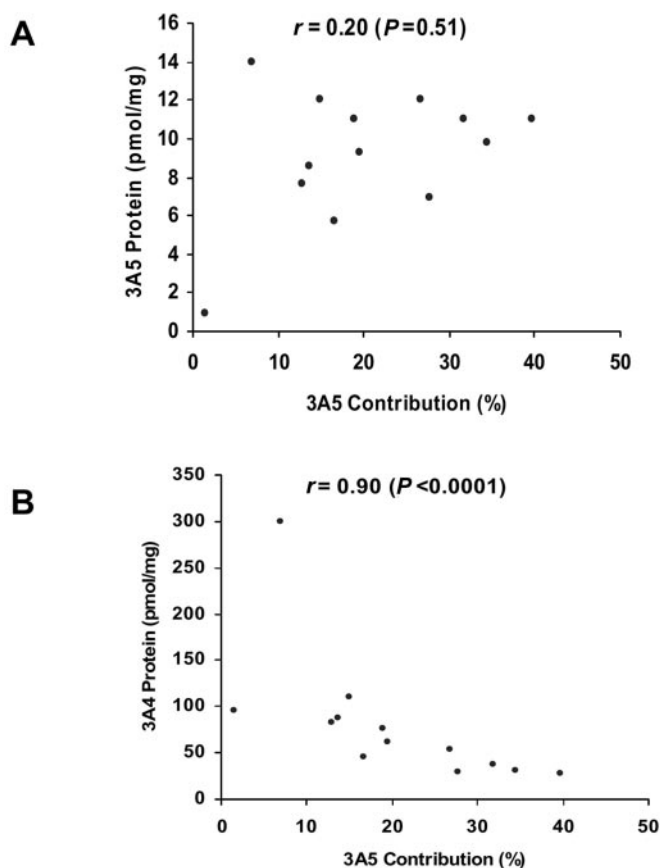 A
r = 0.20 (P=0.51)
16
14
12
10
8
6
4
2
0
3A5 Protein (pmol/mg)
0 10 20 30 40 50
3A5 Contribution (%)
B
r = 0.90 (P<0.0001)
350
300
250
200
150
100
50
0
3A4 Protein (pmol/mg)
0 10 20 30 40 50
3A5 Contribution (%)